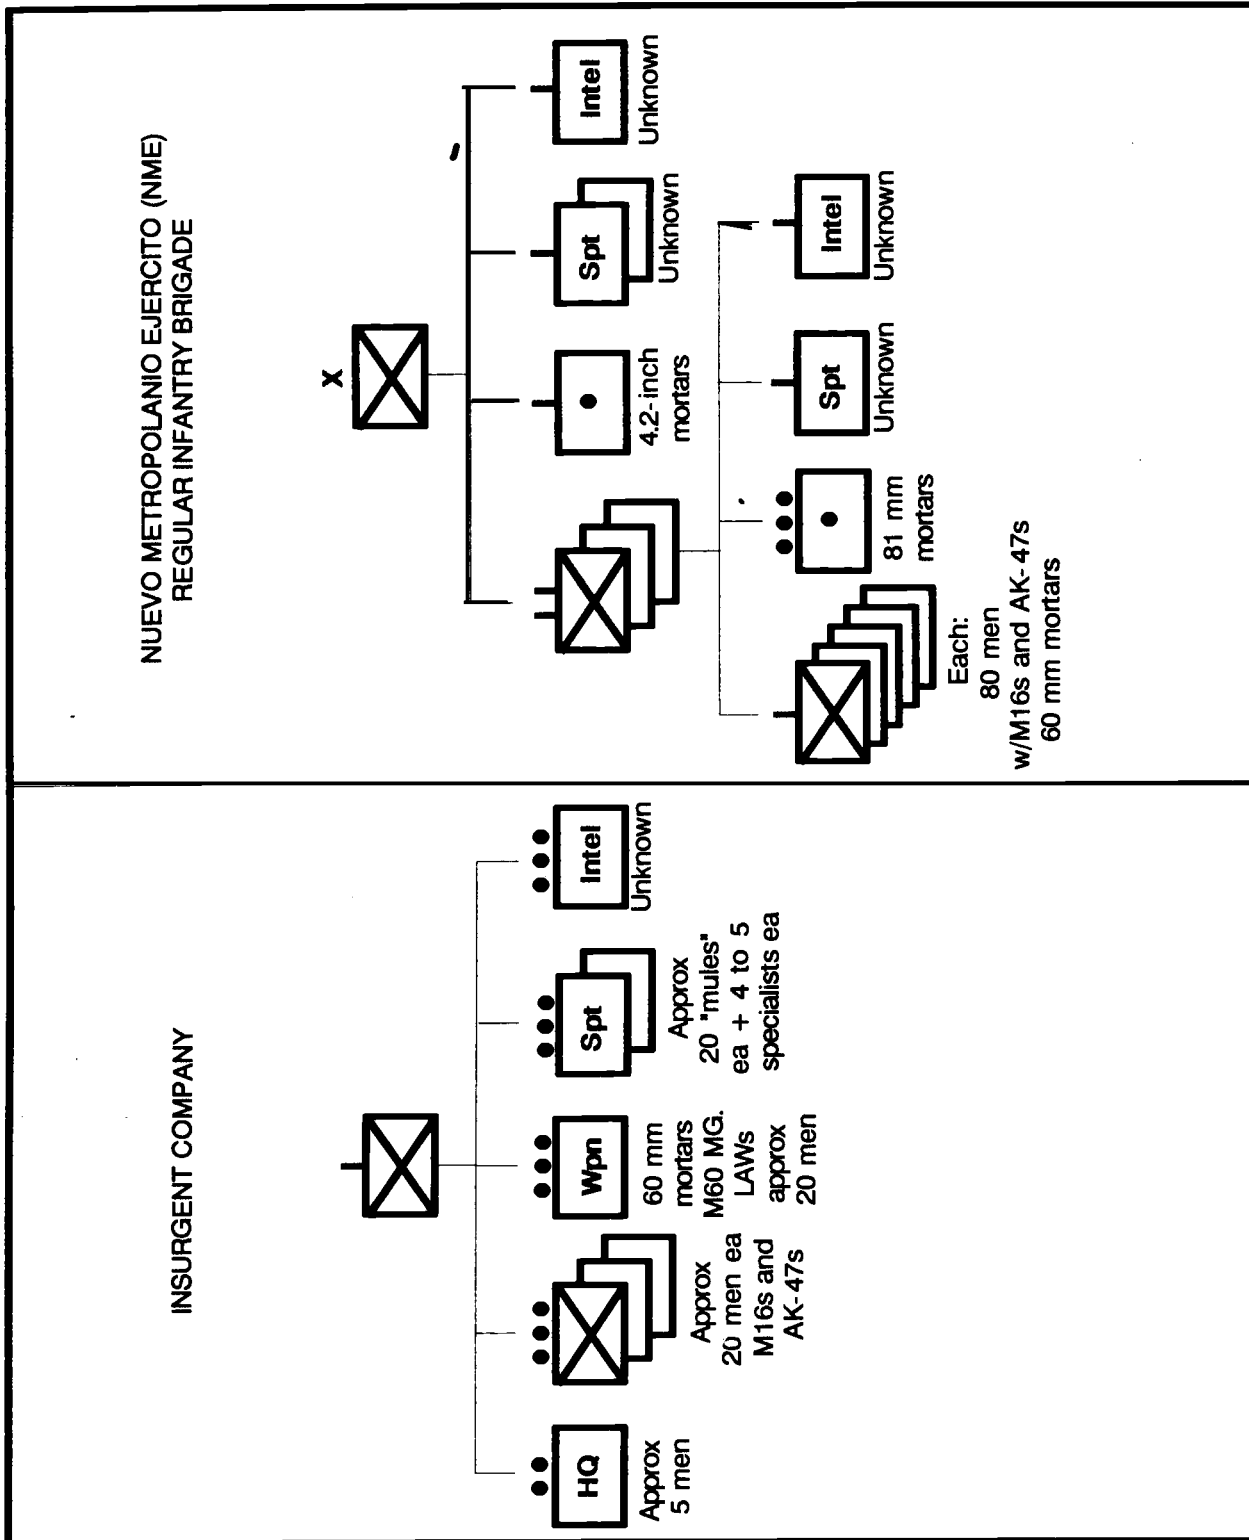 INSURGENT COMPANY
HQ
Approx
5 men
Approx
20 men ea
M16s and
AK-47s
Wpn
60 mm
mortars
M60 MG.
LAWs
approx
20 men
Spt
Approx
20 "mules"
ea + 4 to 5
specialists ea
Intel
Unknown
NUEVO METROPOLANIO EJERCITO (NME)
REGULAR INFANTRY BRIGADE
X
4.2-inch
mortars
Spt
Unknown
Intel
Unknown
Each:
80 men
w/M16s and AK-47s
60 mm mortars
81 mm
mortars
Spt
Unknown
Intel
Unknown